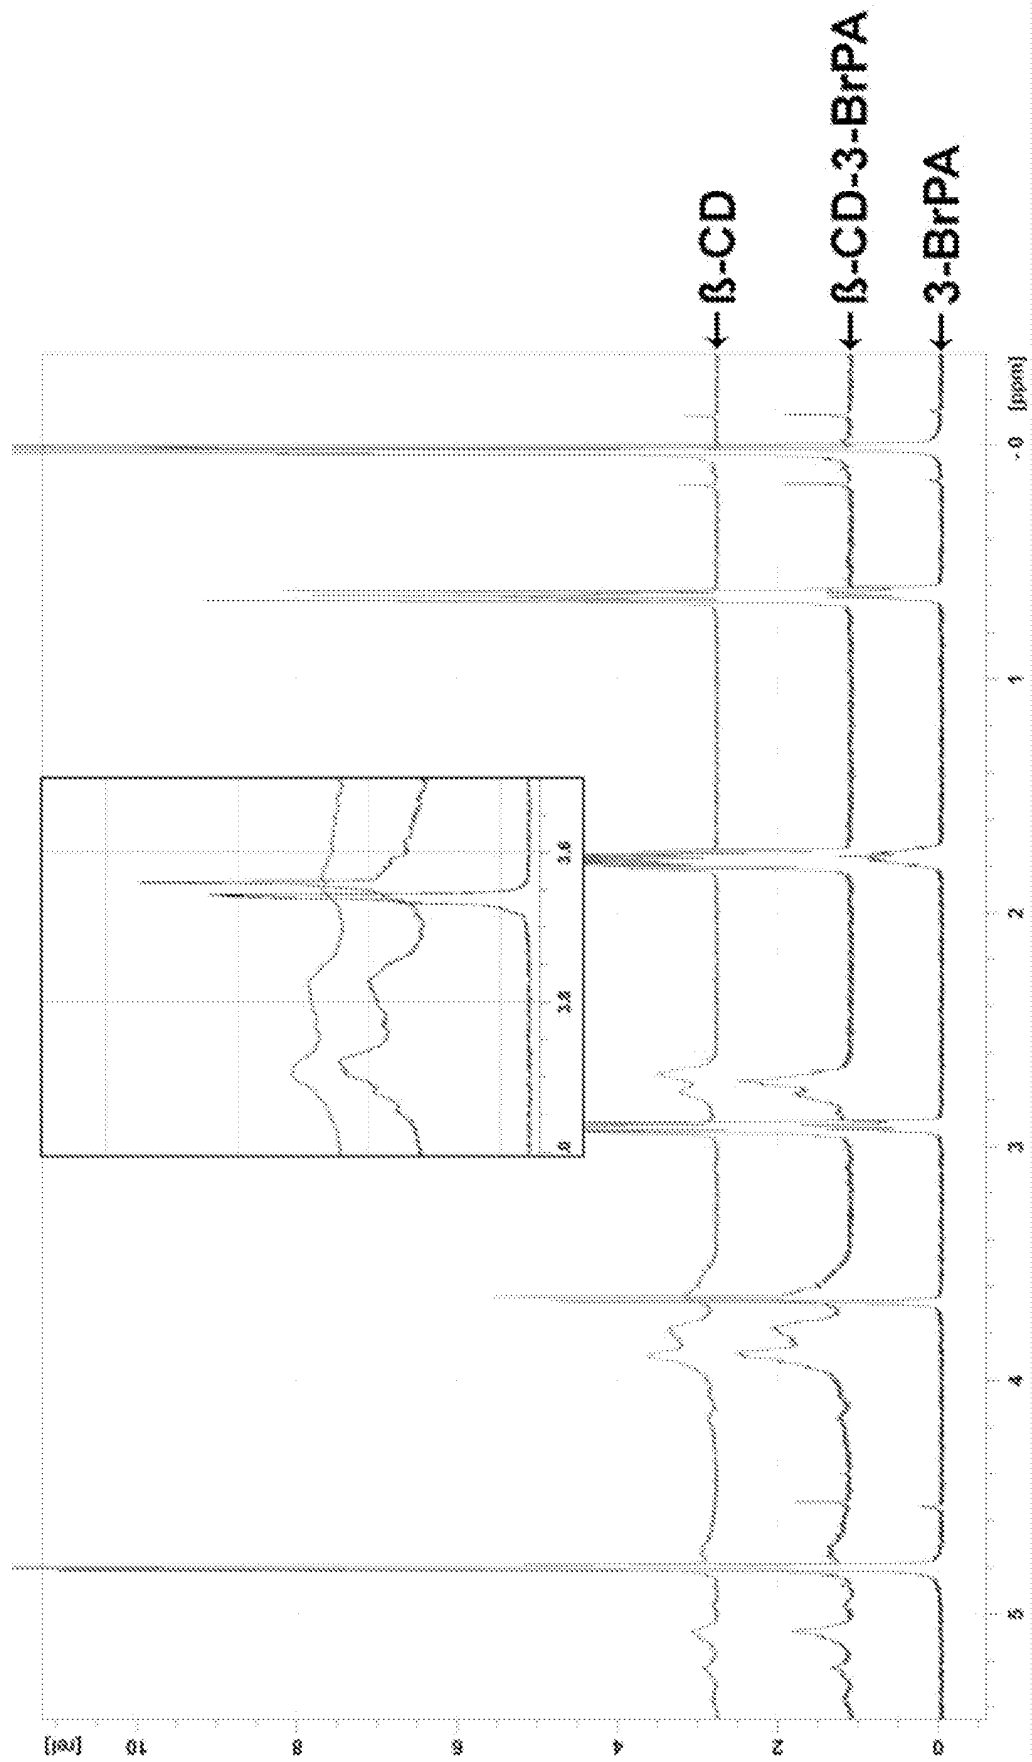 [rel]
10
8
6
4
2
0
3.8 3.6
← ß-CD
← ß-CD-3-BrPA
← 3-BrPA
5 4 3 2 1 -0 [ppm]